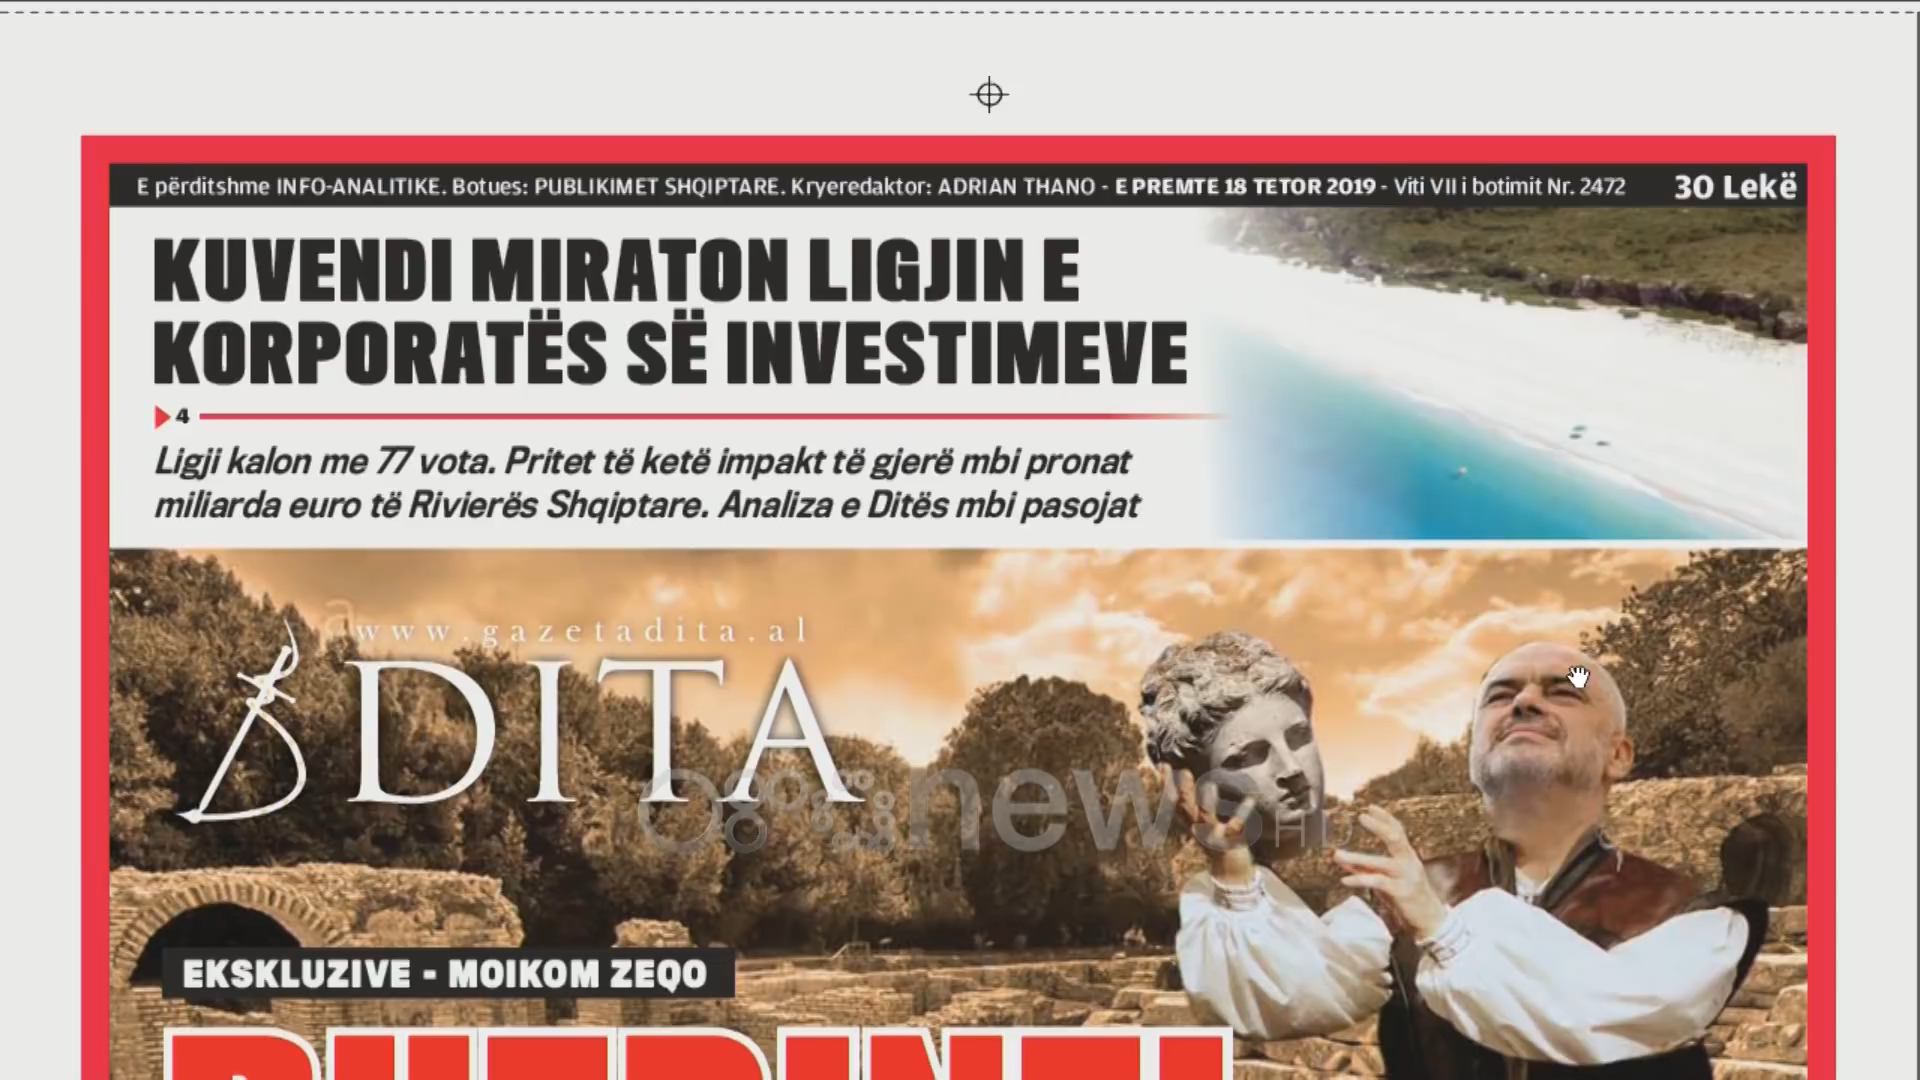 E përditshme INFO-ANALITIKE. Botues: PUBLIKIMET SHQIPTARE. Kryeredaktor: ADRIAN THANO - E PREMTE 18 TETOR 2019 - Viti VII i botimit Nr. 2472 30 Lekë
KUVENDI MIRATON LIGJIN E
KORPORATËS SË INVESTIMEVE
4
Ligji kalon me 77 vota. Pritet të ketë impakt të gjerë mbi pronat
miliarda euro të Rivierës Shqiptare. Analiza e Ditës mbi pasojat
www.gazetadita.al
DITA
news HD
EKSKLUZIVE - MOIKOM ZEQO